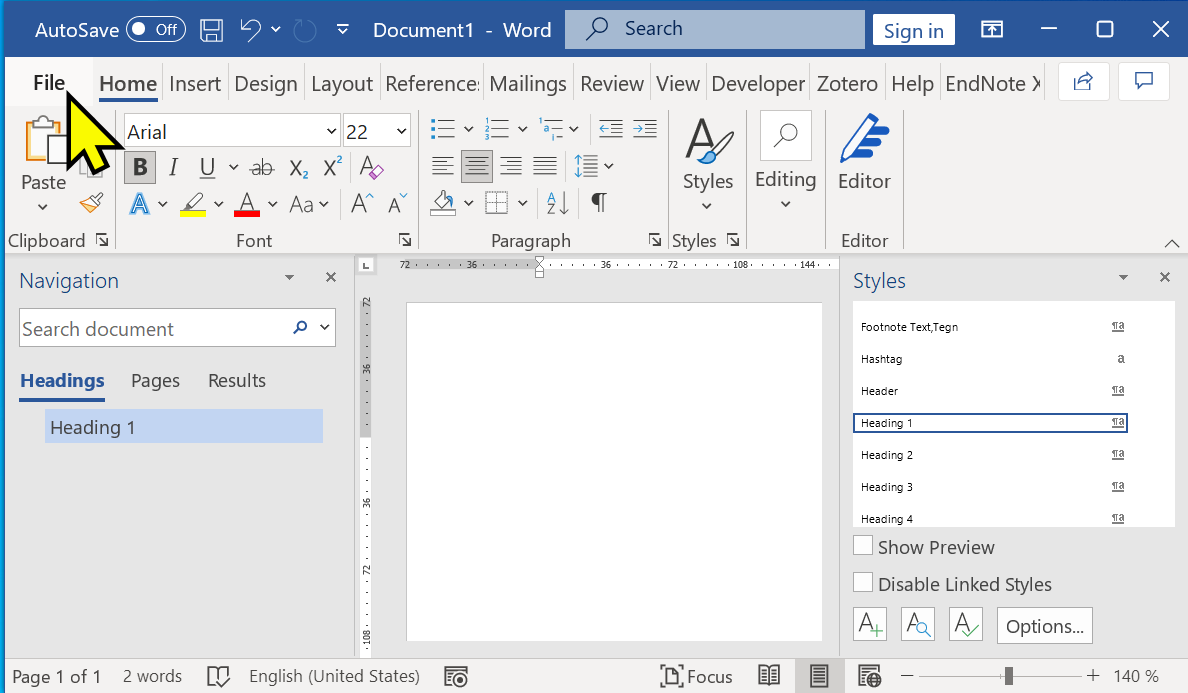 AutoSave Off Document1 - Word Search Sign in
File Home Insert Design Layout Reference Mailings Review View Developer Zotero Help EndNote X
Paste
Arial 22
B I U ab X2 X2 A
A A Aa A A
Styles
Editing
Editor
Clipboard Font Paragraph Styles Editor
Navigation
Search document
Headings Pages Results
Heading 1
L 72 36 36 72 108 144
72
36
36
72
108
Styles
Footnote Text,Tegn ¶a
Hashtag a
Header ¶a
Heading 1 ¶a
Heading 2 ¶a
Heading 3 ¶a
Heading 4 ¶a
Show Preview
Disable Linked Styles
Options...
Page 1 of 1 2 words English (United States) Focus 140 %